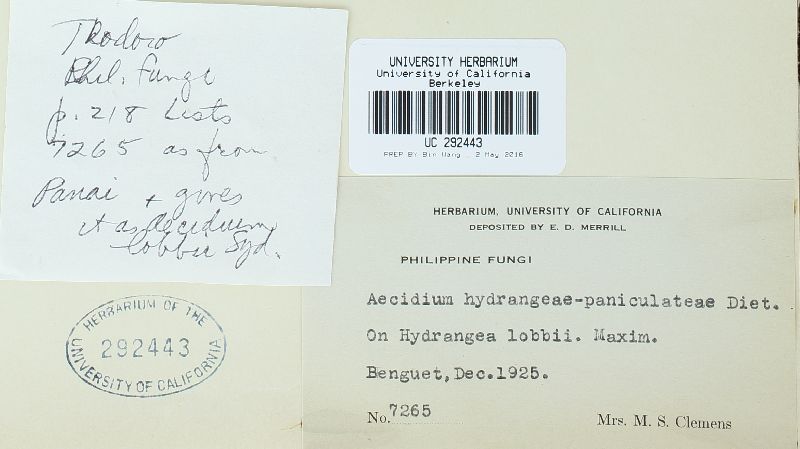 Teodoro
Phil. Fungi
p. 218 Lists
7265 as from
Panai + gives
it as Aecidium
lobbii Syd.
UNIVERSITY HERBARIUM
University of California
Berkeley
UC 292443
PREP BY Bin Wang _ 2 May 2016
HERBARIUM, UNIVERSITY OF CALIFORNIA
DEPOSITED BY E. D. MERRILL
PHILIPPINE FUNGI
Aecidium hydrangeae-paniculateae Diet.
On Hydrangea lobbii. Maxim.
Benguet,Dec.1925.
No. 7265
Mrs. M. S. Clemens
HERBARIUM OF THE
292443
UNIVERSITY OF CALIFORNIA